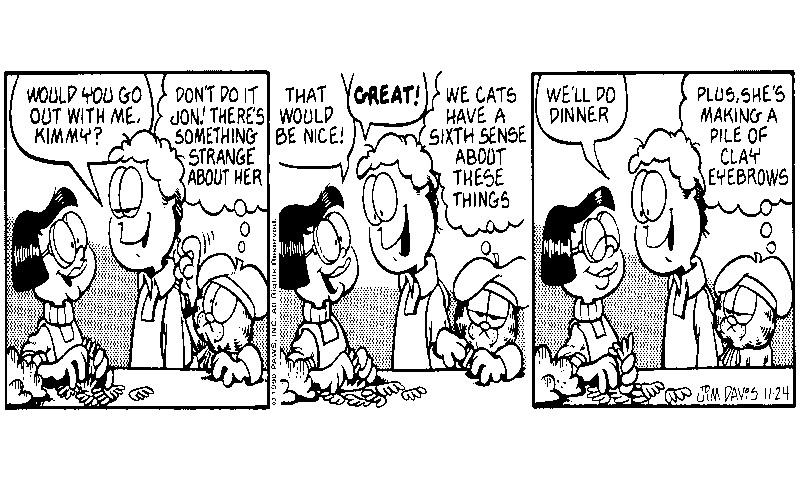 WOULD YOU GO
OUT WITH ME,
KIMMY?
DON'T DO IT
JON! THERE'S
SOMETHING
STRANGE
ABOUT HER
THAT
WOULD
BE NICE!
GREAT!
WE CATS
HAVE A
SIXTH SENSE
ABOUT
THESE
THINGS
WE'LL DO
DINNER
PLUS, SHE'S
MAKING A
PILE OF
CLAY
EYEBROWS
JIM DAVIS 11-24